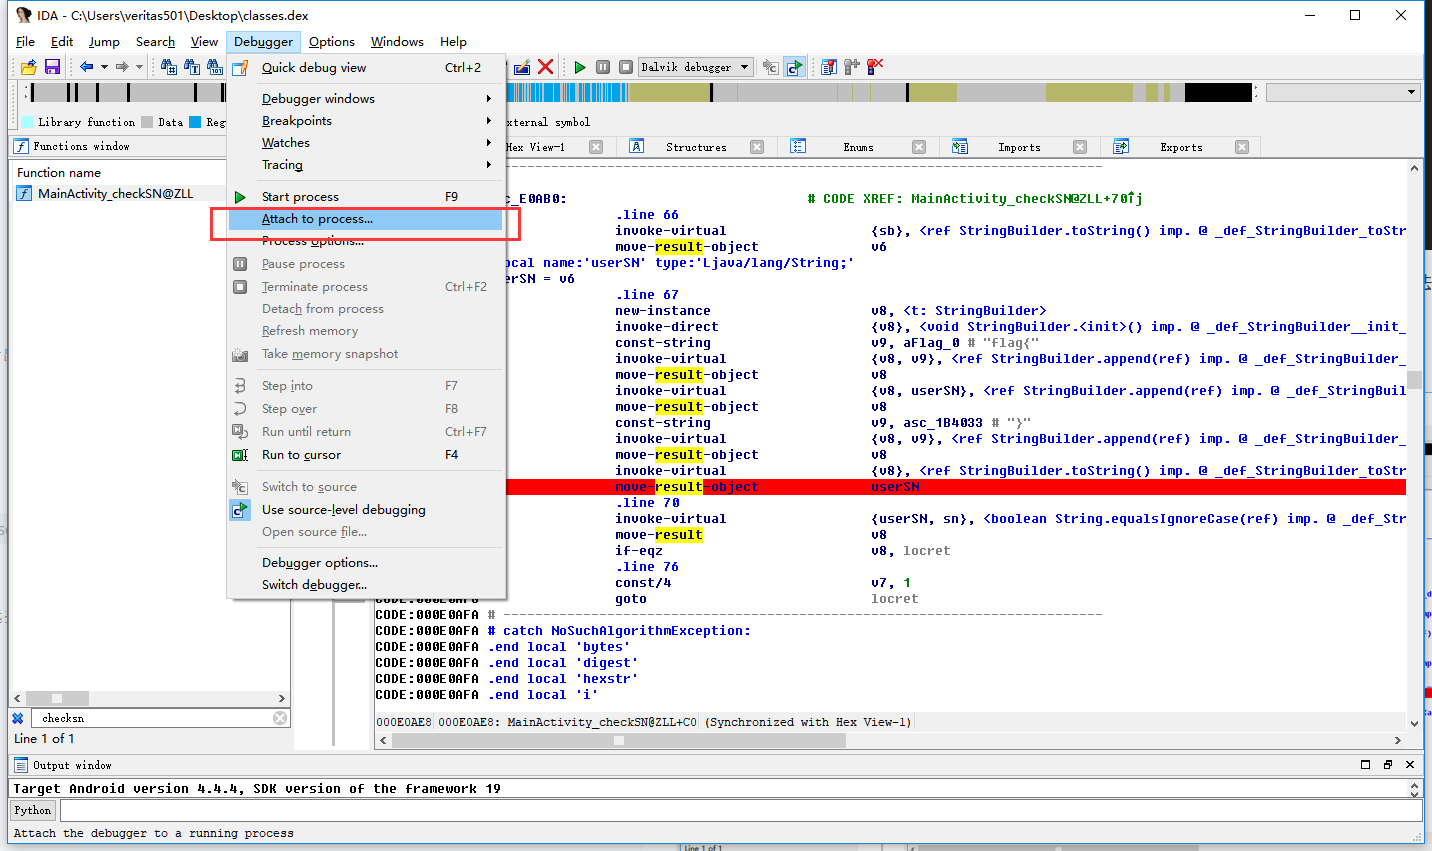 IDA - C:\Users\veritas501\Desktop\classes.dex
File Edit Jump Search View Debugger Options Windows Help
Quick debug view Ctrl+2
Dalvik debugger
Debugger windows
Breakpoints
Watches
Tracing
Start process F9
Attach to process...
Process options...
Pause process
Terminate process Ctrl+F2
Detach from process
Refresh memory
Take memory snapshot
Step into F7
Step over F8
Run until return Ctrl+F7
Run to cursor F4
Switch to source
Use source-level debugging
Open source file...
Debugger options...
Switch debugger...
Library function Data Reg
xternal symbol
Functions window
Hex View-1 Structures Enums Imports Exports
Function name
MainActivity_checkSN@ZLL
c_E0AB0: # CODE XREF: MainActivity_checkSN@ZLL+70↑j
.line 66
invoke-virtual {sb}, <ref StringBuilder.toString() imp. @ _def_StringBuilder_toStr
move-result-object v6
ocal name:'userSN' type:'Ljava/lang/String;'
erSN = v6
.line 67
new-instance v8, <t: StringBuilder>
invoke-direct {v8}, <void StringBuilder.<init>() imp. @ _def_StringBuilder__init_
const-string v9, aFlag_0 # "flag{"
invoke-virtual {v8, v9}, <ref StringBuilder.append(ref) imp. @ _def_StringBuil
move-result-object v8
invoke-virtual {v8, userSN}, <ref StringBuilder.append(ref) imp. @ _def_StringBuil
move-result-object v8
const-string v9, asc_1B4033 # "}"
invoke-virtual {v8, v9}, <ref StringBuilder.append(ref) imp. @ _def_StringBuil
move-result-object v8
invoke-virtual {v8}, <ref StringBuilder.toString() imp. @ _def_StringBuilder_toStr
move-result-object userSN
.line 70
invoke-virtual {userSN, sn}, <boolean String.equalsIgnoreCase(ref) imp. @ _def_Str
move-result v8
if-eqz v8, locret
.line 76
const/4 v7, 1
goto locret
CODE:000E0AFA # ---------------------------------------------------------------------------
CODE:000E0AFA # catch NoSuchAlgorithmException:
CODE:000E0AFA .end local 'bytes'
CODE:000E0AFA .end local 'digest'
CODE:000E0AFA .end local 'hexstr'
CODE:000E0AFA .end local 'i'
checksn
000E0AE8 000E0AE8: MainActivity_checkSN@ZLL+C0 (Synchronized with Hex View-1)
Line 1 of 1
Output window
Target Android version 4.4.4, SDK version of the framework 19
Python
Attach the debugger to a running process
Line 1 of 1